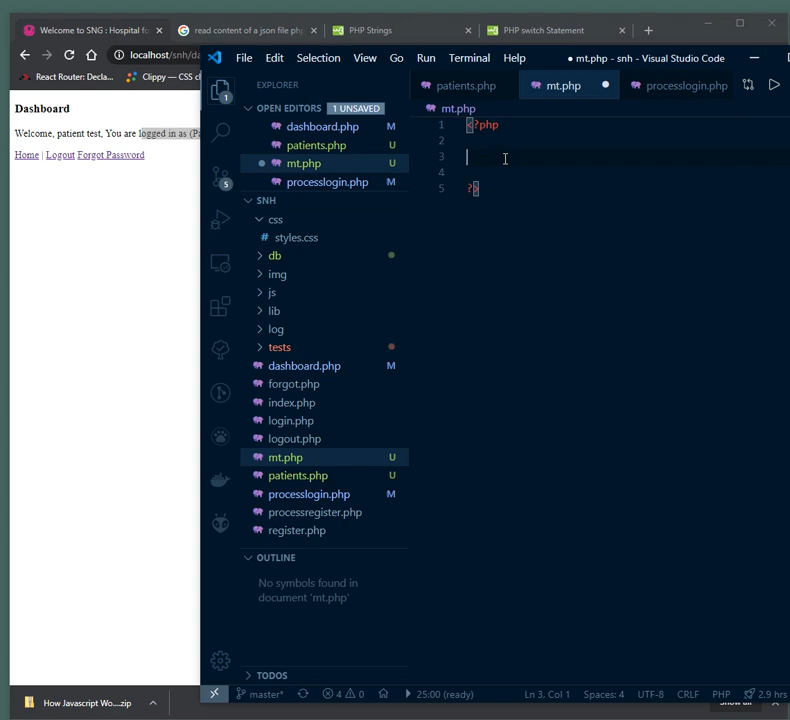 Welcome to SNG : Hospital fo
read content of a json file php
PHP Strings
PHP switch Statement
localhost/snh/da
React Router: Decla...
Clippy — CSS cl
Dashboard
Welcome, patient test, You are logged in as (Pa
Home | Logout Forgot Password
File Edit Selection View Go Run Terminal Help
● mt.php - snh - Visual Studio Code
EXPLORER
patients.php
mt.php
processlogin.php
OPEN EDITORS 1 UNSAVED
dashboard.php M
patients.php U
mt.php U
processlogin.php M
SNH
css
# styles.css
db
img
js
lib
log
tests
dashboard.php M
forgot.php
index.php
login.php
logout.php
mt.php U
patients.php U
processlogin.php M
processregister.php
register.php
OUTLINE
No symbols found in
document 'mt.php'
TODOS
1
5
mt.php
1 <?php
2
3
4
5 ?>
master*
4 0
25:00 (ready)
Ln 3, Col 1
Spaces: 4
UTF-8
CRLF
PHP
2.9 hrs
How Javascript Wo....zip
Show all